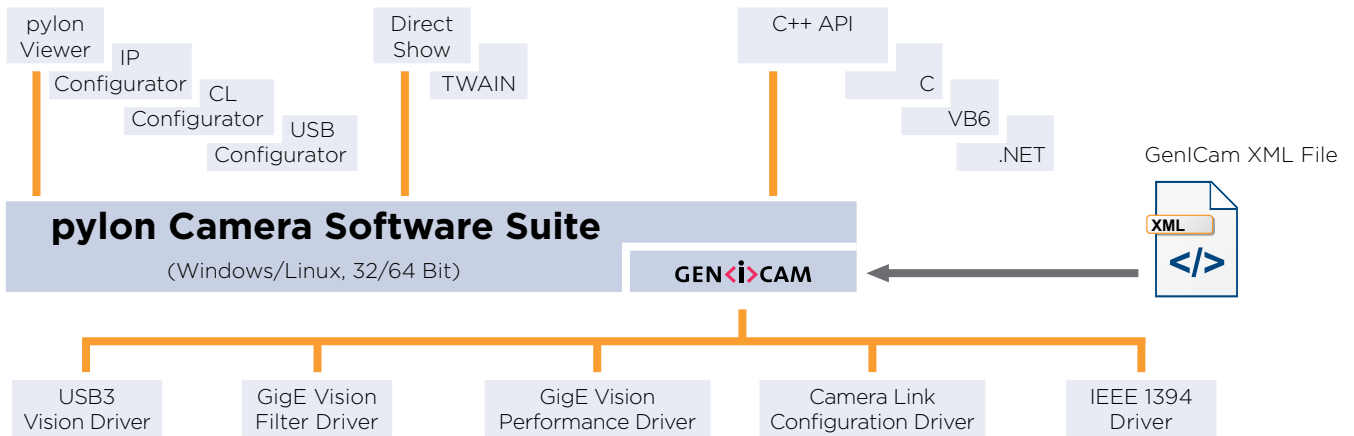 pylon
Viewer
IP
Configurator
CL
Configurator
USB
Configurator
Direct
Show
TWAIN
C++ API
C
VB6
.NET
GenICam XML File
XML
</>
pylon Camera Software Suite
(Windows/Linux, 32/64 Bit)
GEN<i>CAM
USB3
Vision Driver
GigE Vision
Filter Driver
GigE Vision
Performance Driver
Camera Link
Configuration Driver
IEEE 1394
Driver